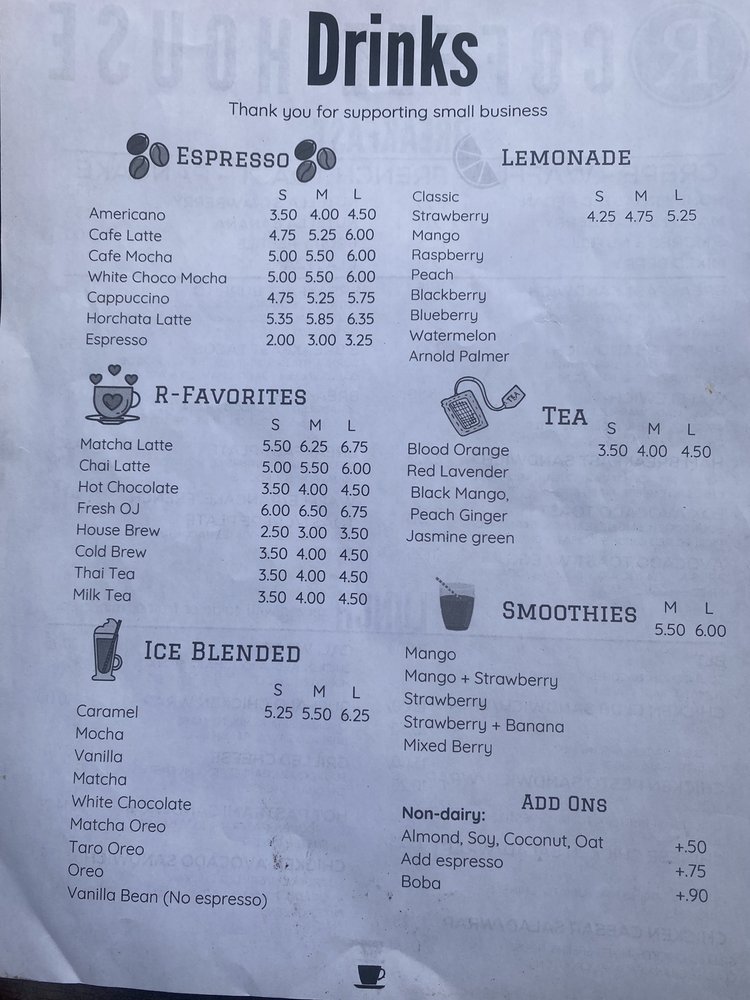 Drinks
Thank you for supporting small business
Espresso
S M L
Americano 3.50 4.00 4.50
Cafe Latte 4.75 5.25 6.00
Cafe Mocha 5.00 5.50 6.00
White Choco Mocha 5.00 5.50 6.00
Cappuccino 4.75 5.25 5.75
Horchata Latte 5.35 5.85 6.35
Espresso 2.00 3.00 3.25
R-Favorites
S M L
Matcha Latte 5.50 6.25 6.75
Chai Latte 5.00 5.50 6.00
Hot Chocolate 3.50 4.00 4.50
Fresh OJ 6.00 6.50 6.75
House Brew 2.50 3.00 3.50
Cold Brew 3.50 4.00 4.50
Thai Tea 3.50 4.00 4.50
Milk Tea 3.50 4.00 4.50
Ice Blended
S M L
Caramel 5.25 5.50 6.25
Mocha
Vanilla
Matcha
White Chocolate
Matcha Oreo
Taro Oreo
Oreo
Vanilla Bean (No espresso)
Lemonade
Classic S M L
Strawberry 4.25 4.75 5.25
Mango
Raspberry
Peach
Blackberry
Blueberry
Watermelon
Arnold Palmer
TEA
Tea S M L
Blood Orange 3.50 4.00 4.50
Red Lavender
Black Mango,
Peach Ginger
Jasmine green
Smoothies M L
5.50 6.00
Mango
Mango + Strawberry
Strawberry
Strawberry + Banana
Mixed Berry
Add Ons
Non-dairy:
Almond, Soy, Coconut, Oat +.50
Add espresso +.75
Boba +.90